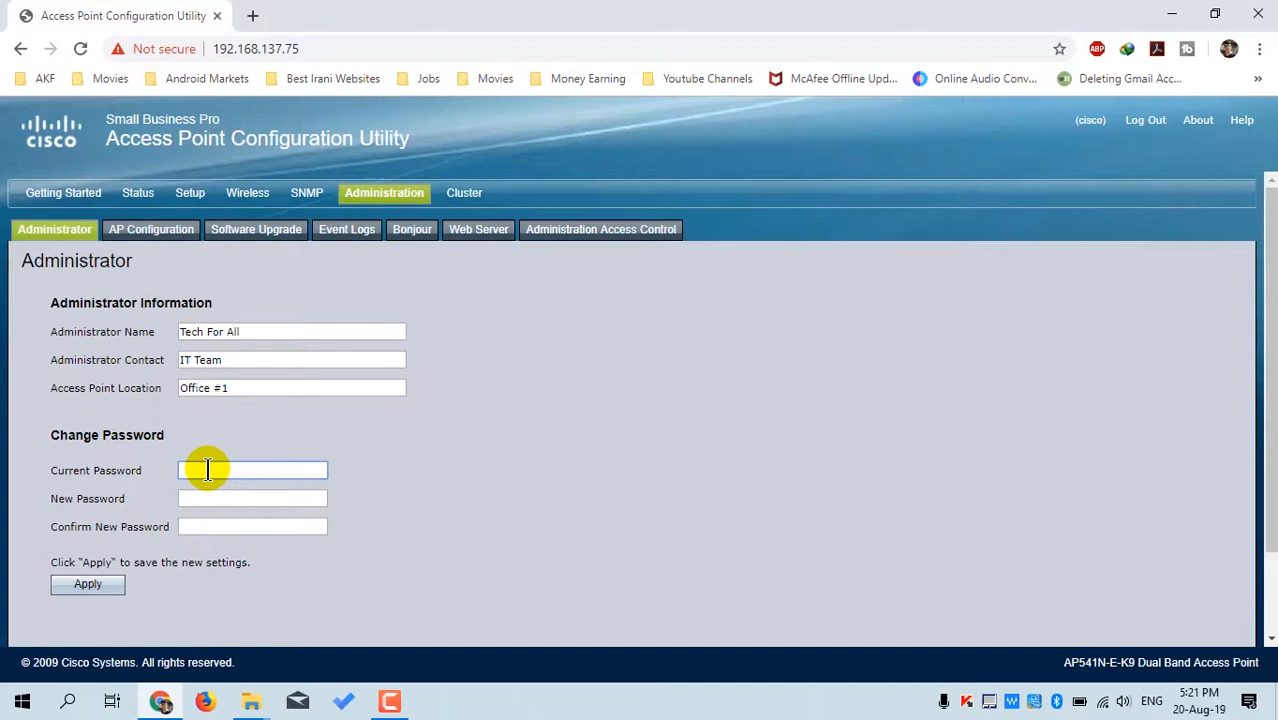 Access Point Configuration Utility
Not secure 192.168.137.75
ABP
AKF Movies Android Markets Best Irani Websites Jobs Movies Money Earning Youtube Channels McAfee Offline Upd... Online Audio Conv... Deleting Gmail Acc... »
Small Business Pro
CISCO Access Point Configuration Utility
(cisco) Log Out About Help
Getting Started Status Setup Wireless SNMP Administration Cluster
Administrator AP Configuration Software Upgrade Event Logs Bonjour Web Server Administration Access Control
Administrator
Administrator Information
Administrator Name Tech For All
Administrator Contact IT Team
Access Point Location Office #1
Change Password
Current Password
New Password
Confirm New Password
Click "Apply" to save the new settings.
Apply
© 2009 Cisco Systems. All rights reserved. AP541N-E-K9 Dual Band Access Point
ENG 5:21 PM
20-Aug-19